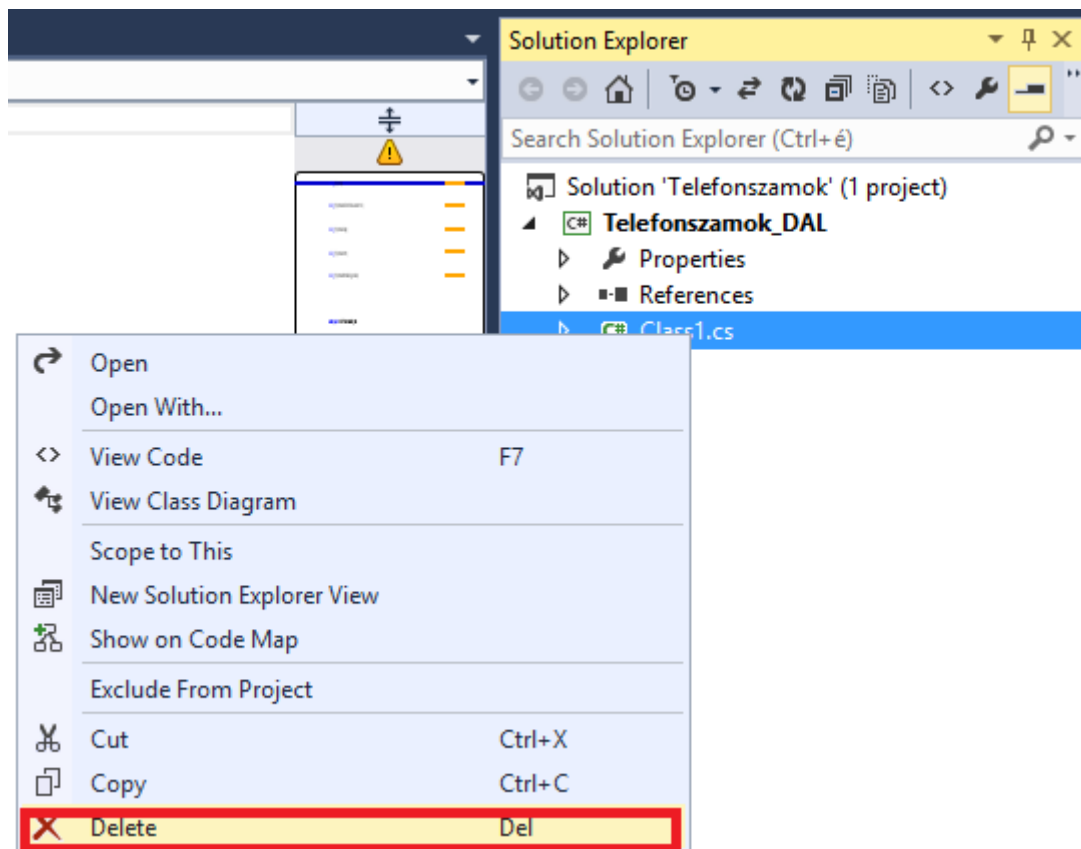 Solution Explorer
Search Solution Explorer (Ctrl+é)
Solution 'Telefonszamok' (1 project)
C# Telefonszamok_DAL
Properties
References
C# Class1.cs
Open
Open With...
View Code F7
View Class Diagram
Scope to This
New Solution Explorer View
Show on Code Map
Exclude From Project
Cut Ctrl+X
Copy Ctrl+C
Delete Del